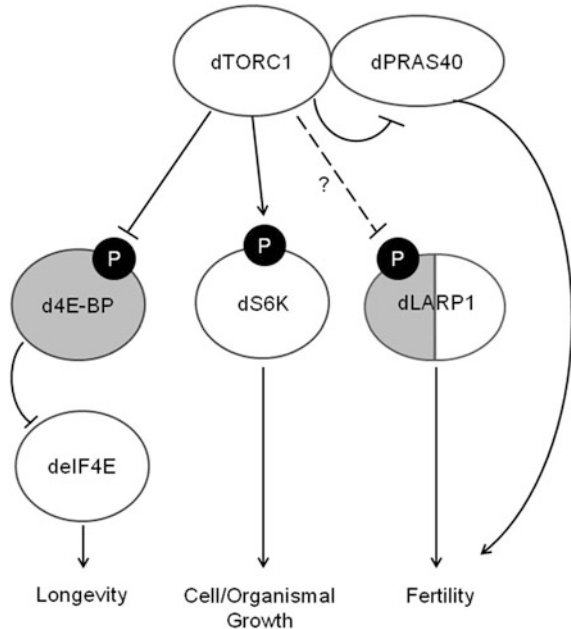 dTORC1
dPRAS40
?
P
P
P
d4E-BP
dS6K
dLARP1
deIF4E
Longevity
Cell/Organismal
Growth
Fertility